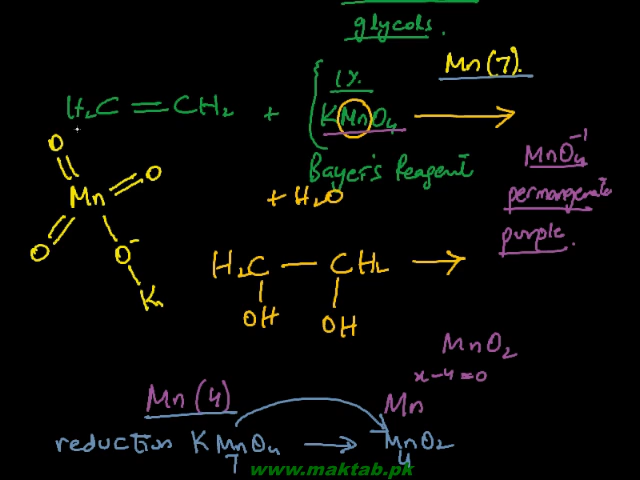 glycols.
Mn(7).
1%.
H₂C = CH₂ + KMnO₄ →
Bayer's Reagent
MnO₄⁻¹
permangenate
purple.
+ H₂O
O
O
Mn
O
O⁻
H₂C — CH₂ →
OH OH
MnO₂
x-4=0
Mn (4)
Mn
reduction KMnO₄ → MnO₂
7 4
www.maktab.pk